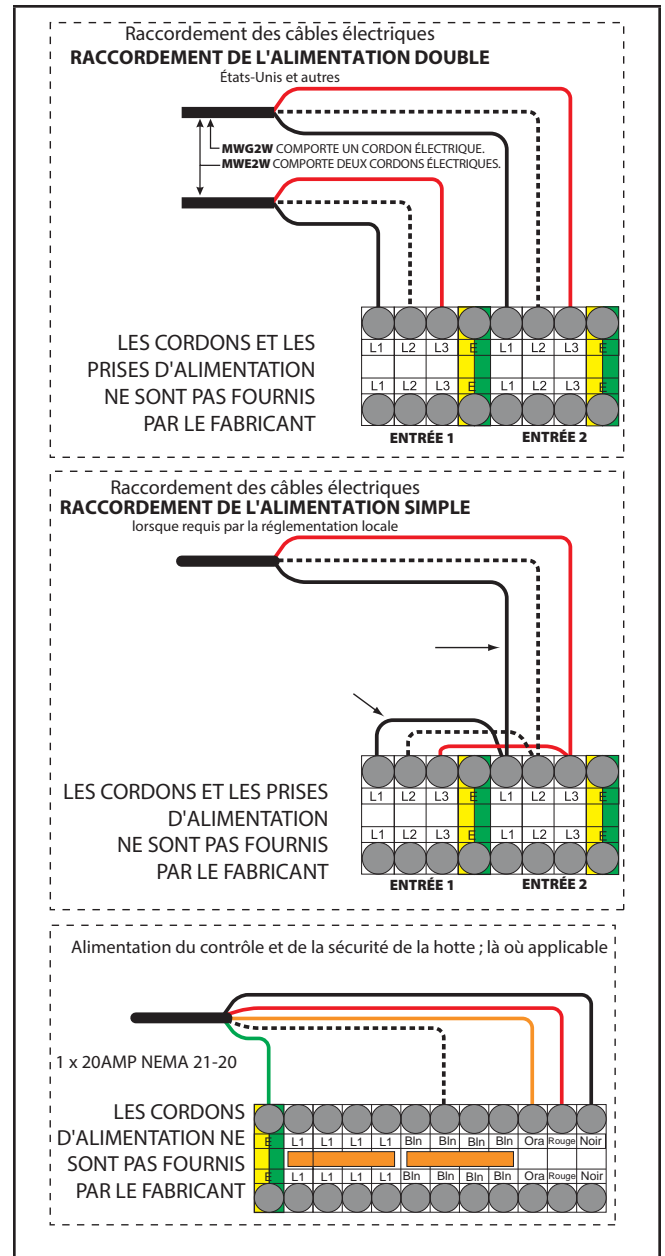 Raccordement des câbles électriques
RACCORDEMENT DE L'ALIMENTATION DOUBLE
États-Unis et autres
MWG2W COMPORTE UN CORDON ÉLECTRIQUE.
MWE2W COMPORTE DEUX CORDONS ÉLECTRIQUES.
LES CORDONS ET LES
PRISES D'ALIMENTATION
NE SONT PAS FOURNIS
PAR LE FABRICANT
L1 L2 L3 E L1 L2 L3 E
L1 L2 L3 E L1 L2 L3 E
ENTRÉE 1 ENTRÉE 2
Raccordement des câbles électriques
RACCORDEMENT DE L'ALIMENTATION SIMPLE
lorsque requis par la réglementation locale
LES CORDONS ET LES PRISES
D'ALIMENTATION
NE SONT PAS FOURNIS
PAR LE FABRICANT
L1 L2 L3 E L1 L2 L3 E
L1 L2 L3 E L1 L2 L3 E
ENTRÉE 1 ENTRÉE 2
Alimentation du contrôle et de la sécurité de la hotte ; là où applicable
1 x 20AMP NEMA 21-20
LES CORDONS
D'ALIMENTATION NE
SONT PAS FOURNIS
PAR LE FABRICANT
E L1 L1 L1 L1 Bln Bln Bln Bln Ora Rouge Noir
E L1 L1 L1 L1 Bln Bln Bln Bln Ora Rouge Noir